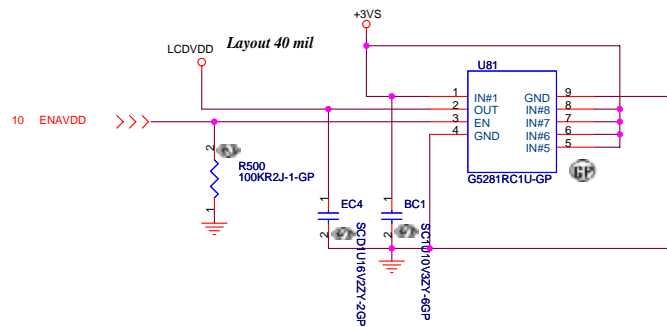 +3VS
LCDVDD
Layout 40 mil
U81
1 IN#1 GND 9
2 OUT IN#8 8
3 EN IN#7 7
4 GND IN#6 6
IN#5 5
G5281RC1U-GP
GP
10 ENAVDD
2
R500
100KR2J-1-GP
1
1 EC4
2
SCD1U16V2ZY-2GP
1 BC1
2
SC1U10V3ZY-6GP